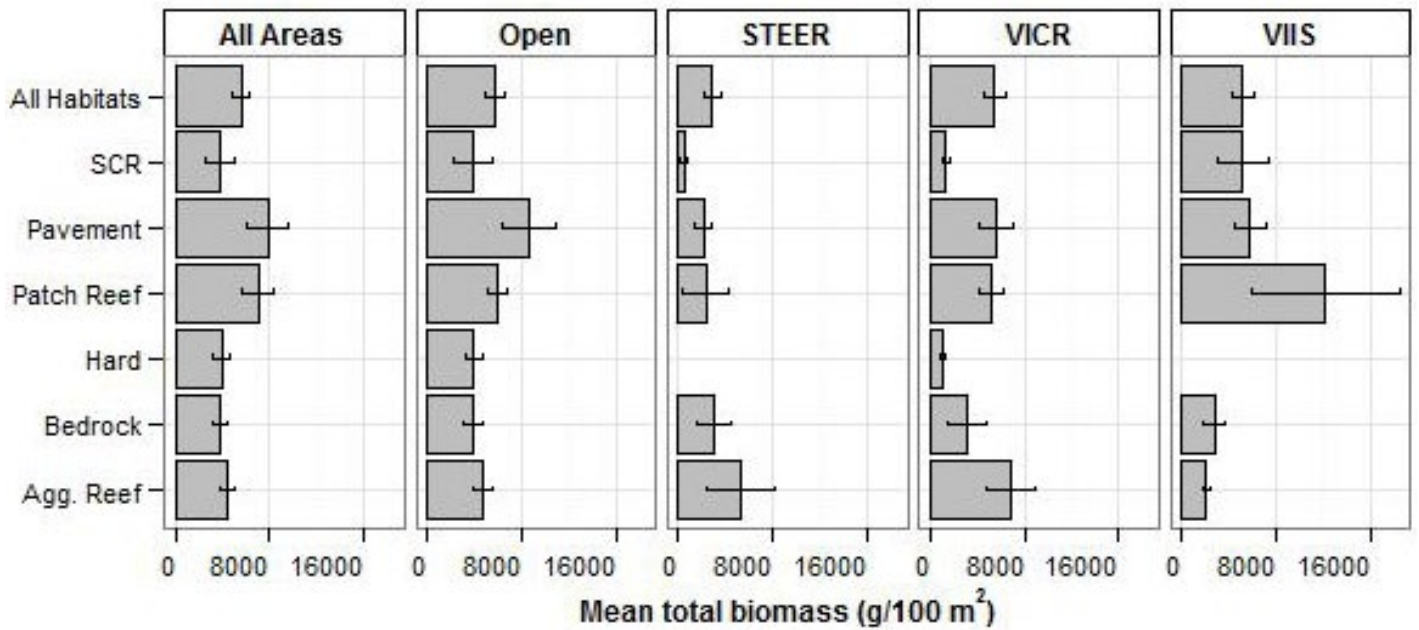 All Areas Open STEER VICR VIIS
All Habitats
SCR
Pavement
Patch Reef
Hard
Bedrock
Agg. Reef
0 8000 16000 0 8000 16000 0 8000 16000 0 8000 16000 0 8000 16000
Mean total biomass (g/100 m²)